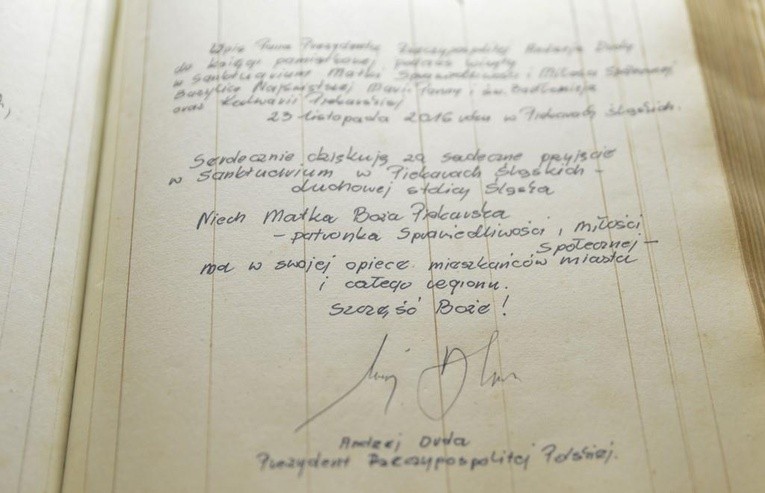 Wpis Pana Prezydenta Rzeczypospolitej Andrzeja Dudy
do księgi pamiątkowej podczas wizyty
w Sanktuarium Matki Sprawiedliwości i Miłości Społecznej
Bazylice Najświętszej Marii Panny i św. Bartłomieja
oraz Kalwarii Piekarskiej
23 listopada 2016 roku w Piekarach Śląskich.
Serdecznie dziękuję za serdeczne przyjęcie
w Sanktuarium w Piekarach Śląskich –
duchowej stolicy Śląska
Niech Matka Boża Piekarska
– patronka Sprawiedliwości i Miłości
Społecznej –
ma w swojej opiece mieszkańców miasta
i całego regionu.
Szczęść Boże!
Andrzej Duda
Prezydent Rzeczypospolitej Polskiej.